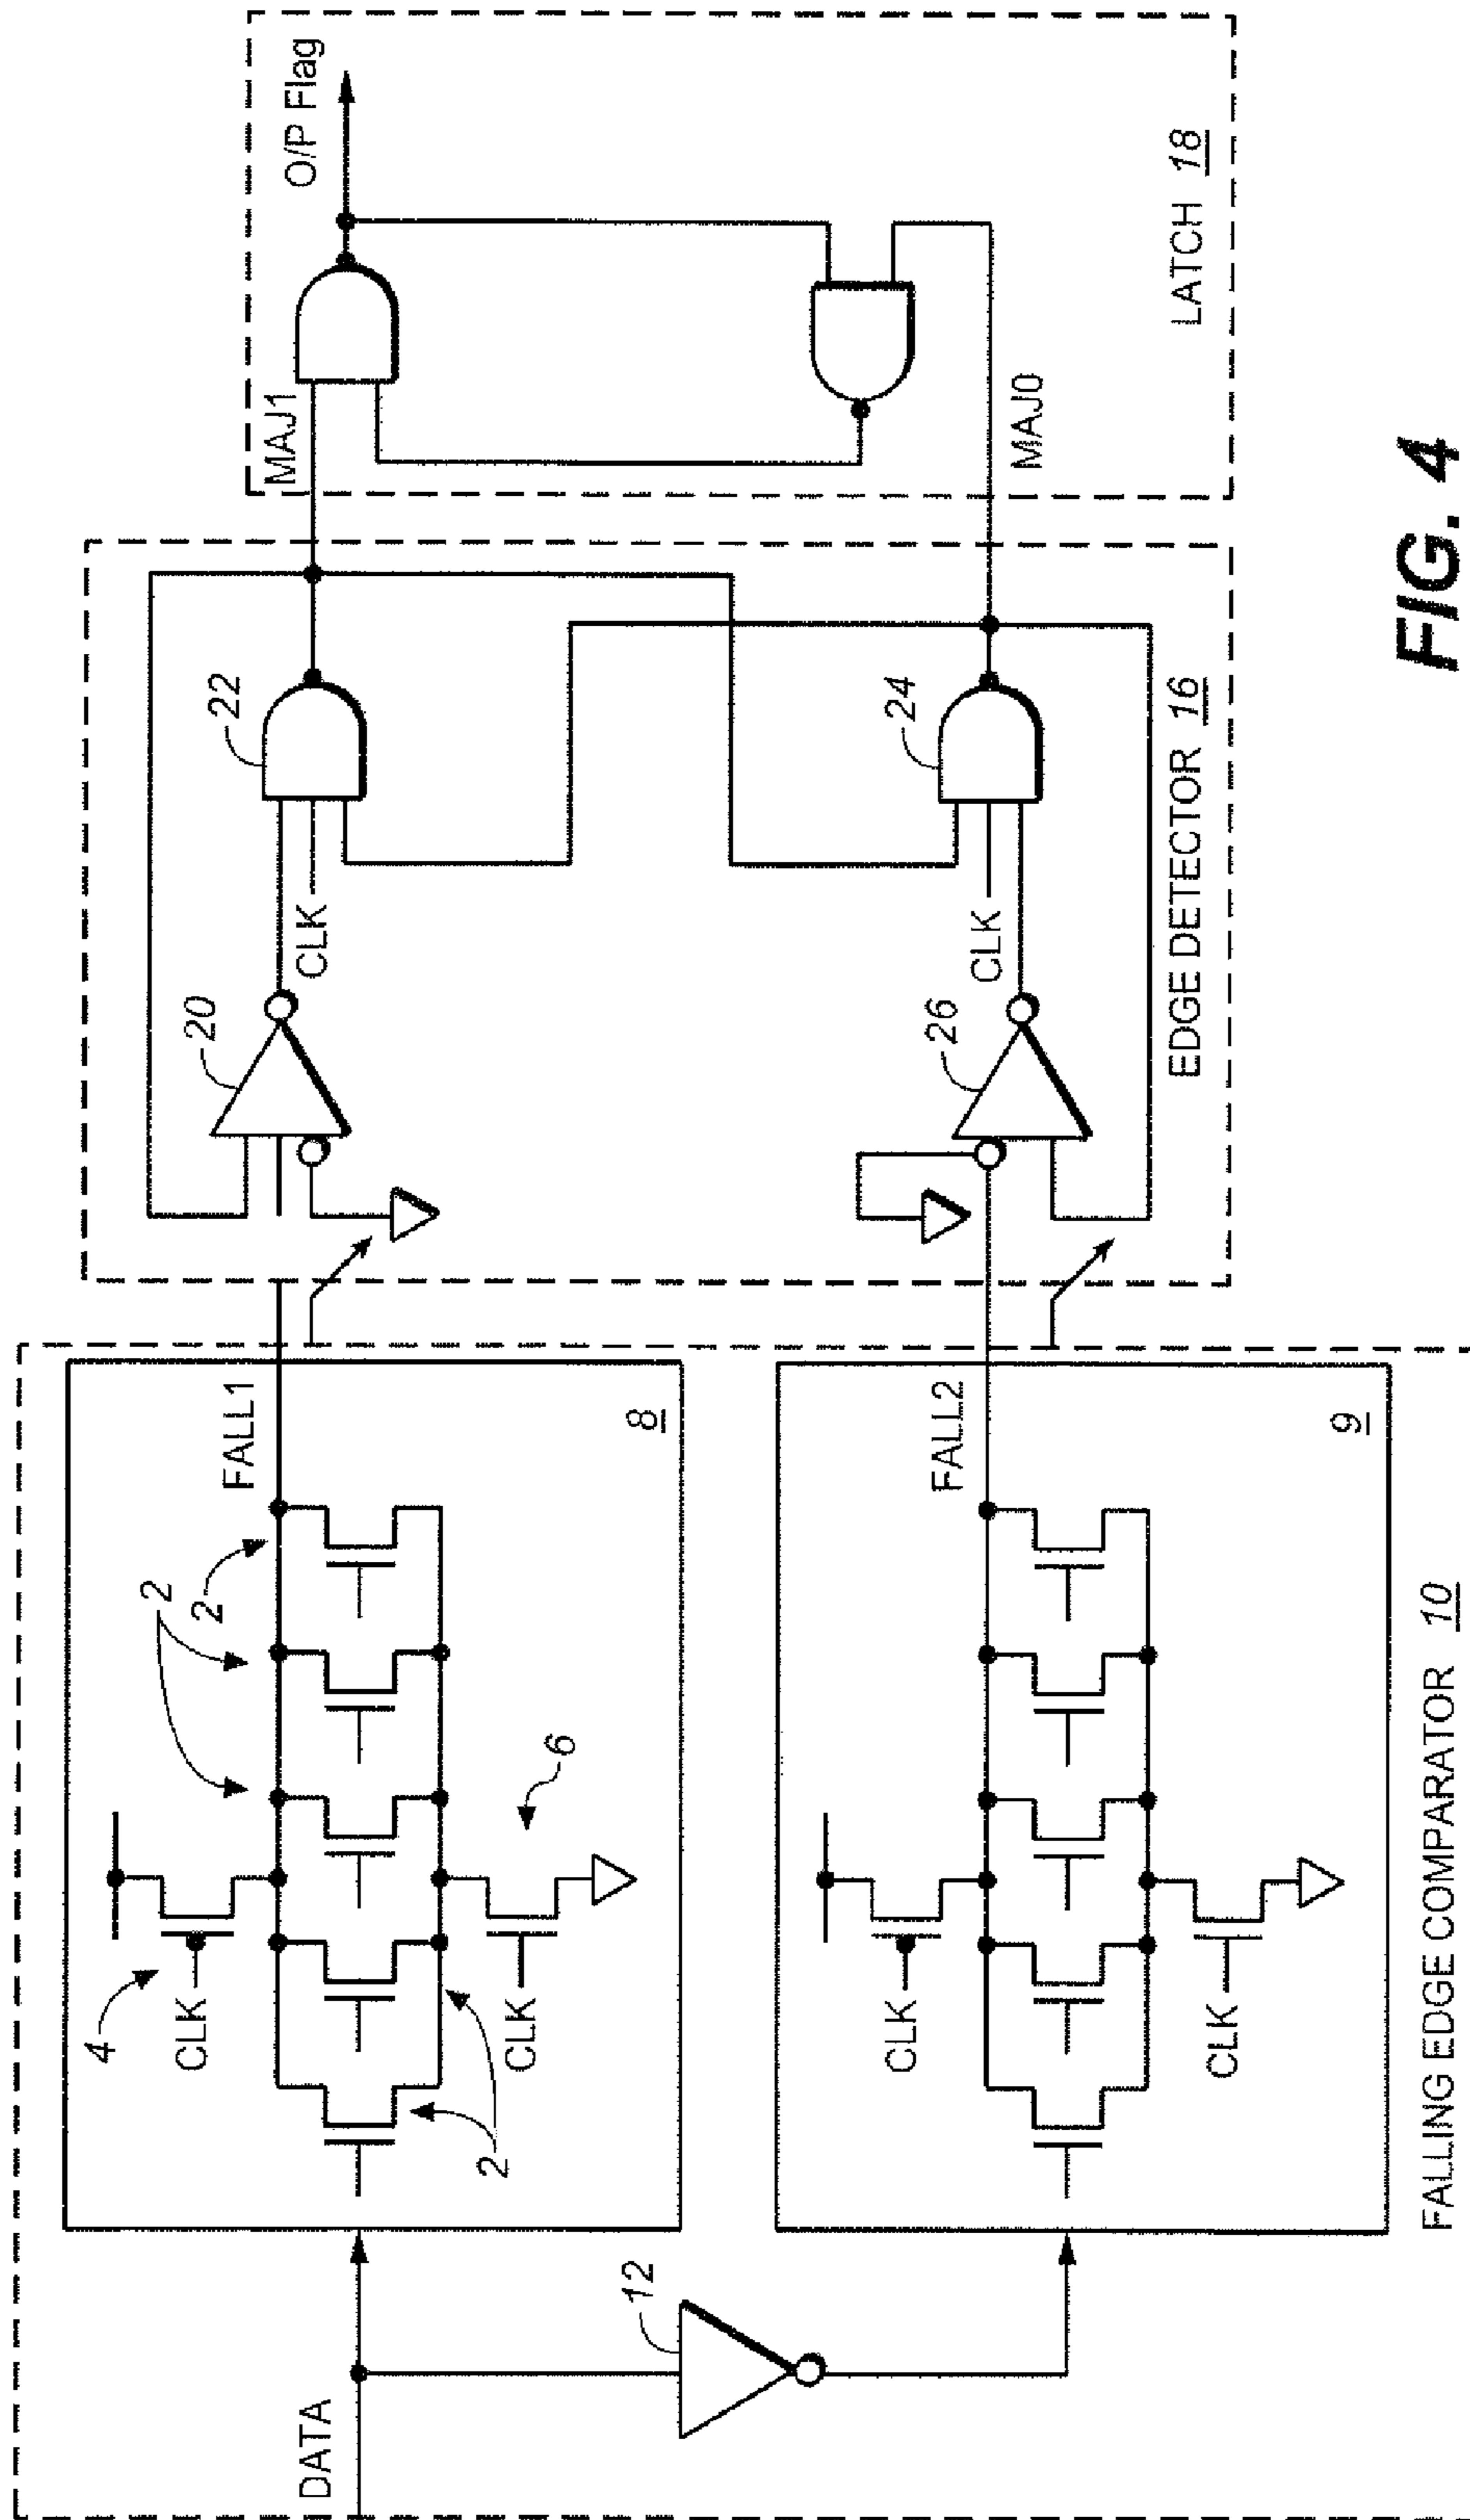 DATA
12
4
CLK
2
2
2
6
CLK
FALL1
8
CLK
CLK
FALL2
9
FALLING EDGE COMPARATOR 10
20
CLK
22
26
CLK
24
EDGE DETECTOR 16
MAJ1
O/P Flag
MAJ0
LATCH 18
FIG. 4